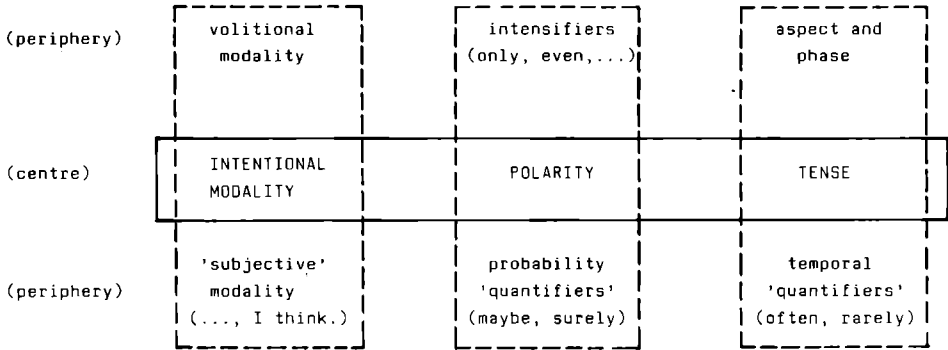 (periphery) volitional modality intensifiers (only, even,...) aspect and phase
(centre) INTENTIONAL MODALITY POLARITY TENSE
(periphery) 'subjective' modality (..., I think.) probability 'quantifiers' (maybe, surely) temporal 'quantifiers' (often, rarely)